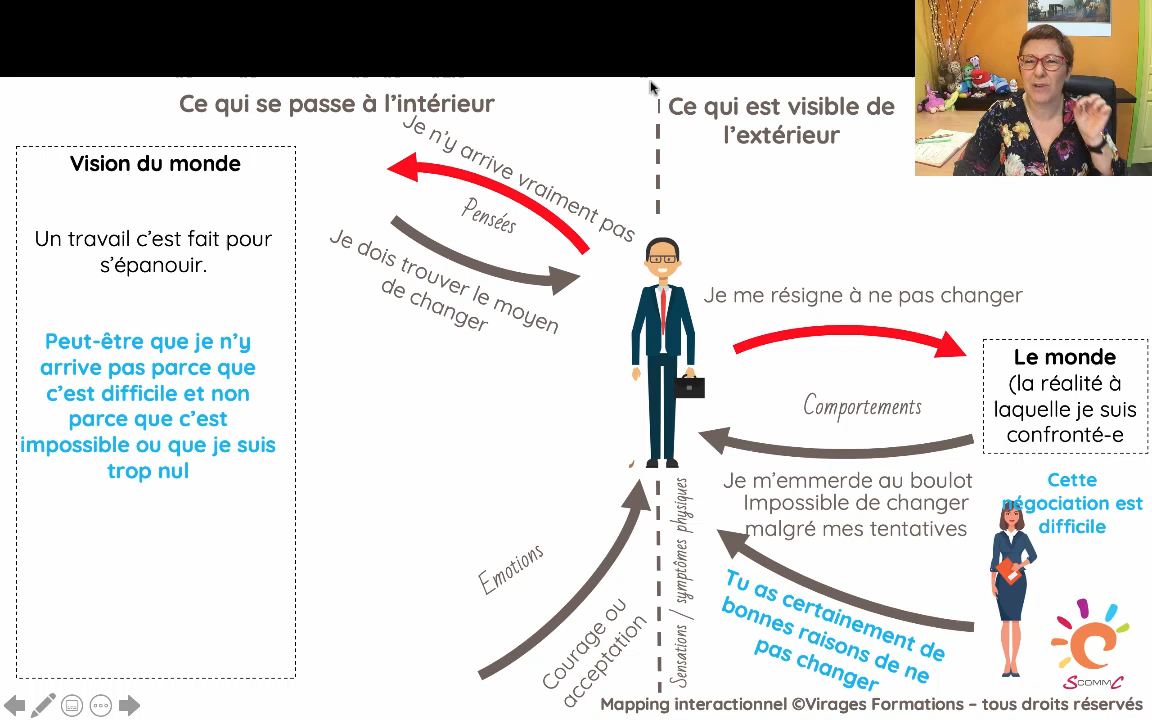 Ce qui se passe à l'intérieur
Ce qui est visible de
l'extérieur
Vision du monde
Un travail c'est fait pour
s'épanouir.
Peut-être que je n'y
arrive pas parce que
c'est difficile et non
parce que c'est
impossible ou que je suis
trop nul
Je n'y arrive vraiment pas
Pensées
Je dois trouver le moyen
de changer
Je me résigne à ne pas changer
Le monde
(la réalité à
laquelle je suis
confronté-e
Comportements
Je m'emmerde au boulot
Impossible de changer
malgré mes tentatives
Cette
négociation est
difficile
Emotions
Courage ou
acceptation
Sensations / symptômes physiques
Tu as certainement de
bonnes raisons de ne
pas changer
SCOMMC
Mapping interactionnel ©Virages Formations – tous droits réservés